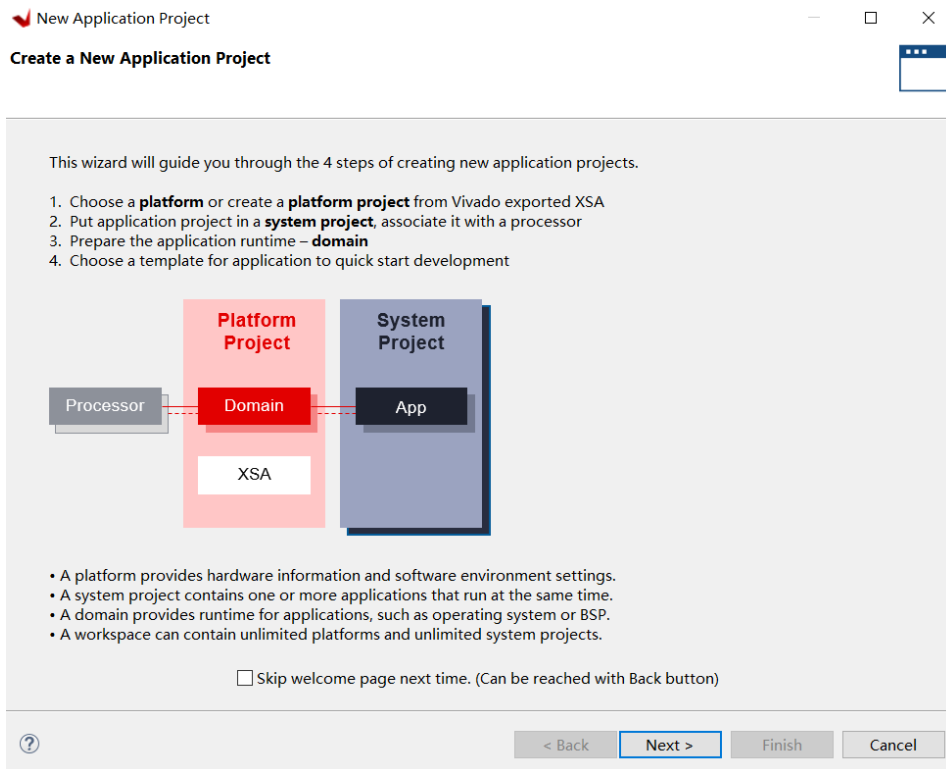 New Application Project
Create a New Application Project
This wizard will guide you through the 4 steps of creating new application projects.
1. Choose a platform or create a platform project from Vivado exported XSA
2. Put application project in a system project, associate it with a processor
3. Prepare the application runtime – domain
4. Choose a template for application to quick start development
Platform
Project
System
Project
Processor
Domain
App
XSA
• A platform provides hardware information and software environment settings.
• A system project contains one or more applications that run at the same time.
• A domain provides runtime for applications, such as operating system or BSP.
• A workspace can contain unlimited platforms and unlimited system projects.
Skip welcome page next time. (Can be reached with Back button)
?
< Back
Next >
Finish
Cancel